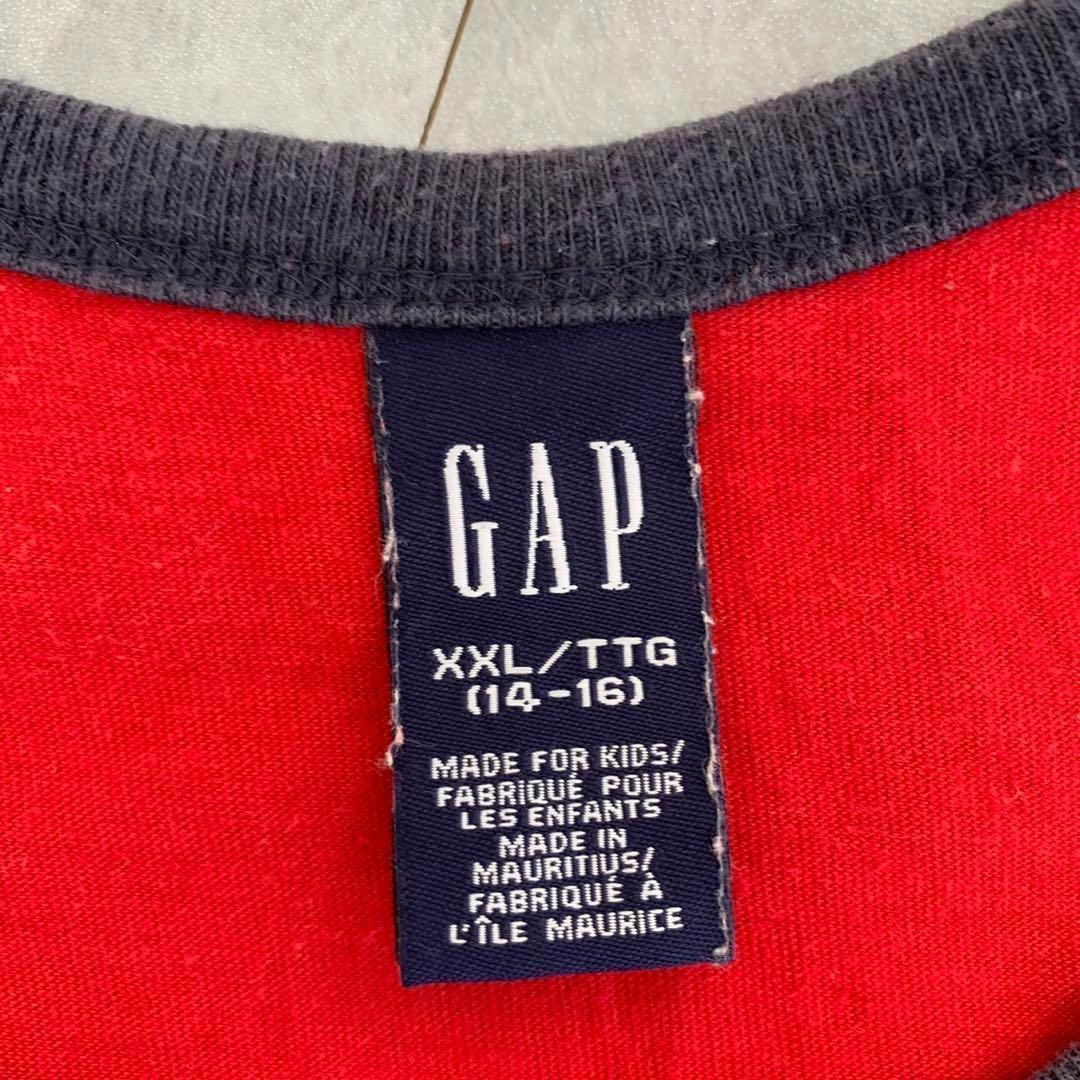 GAP
XXL/TTG
(14-16)
MADE FOR KIDS/
FABRIQUÉ POUR
LES ENFANTS
MADE IN
MAURITIUS/
FABRIQUÉ À
L'ÎLE MAURICE